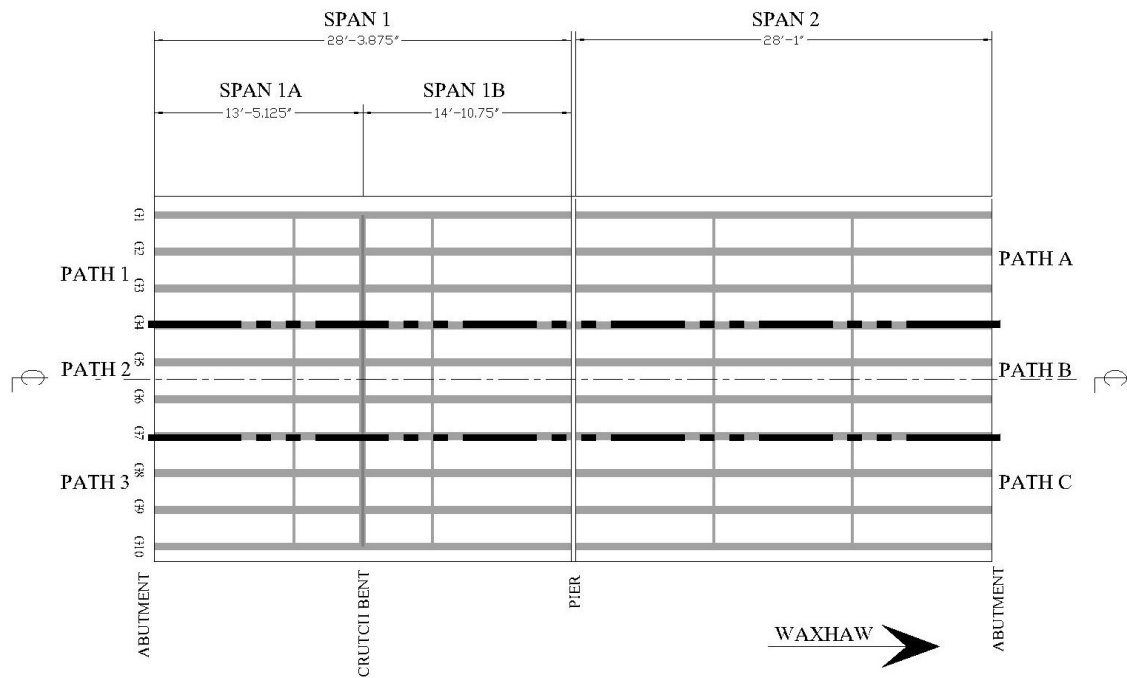 SPAN 1
SPAN 2
28'-3.875"
28'-1"
SPAN 1A
SPAN 1B
13'-5.125"
14'-10.75"
G1
G2
PATH A
PATH 1
G3
G4
G5
PATH 2
PATH B
G6
G7
PATH 3
G8
PATH C
G9
G10
ABUTMENT
CRUTCH BENT
PIER
ABUTMENT
WAXHAW